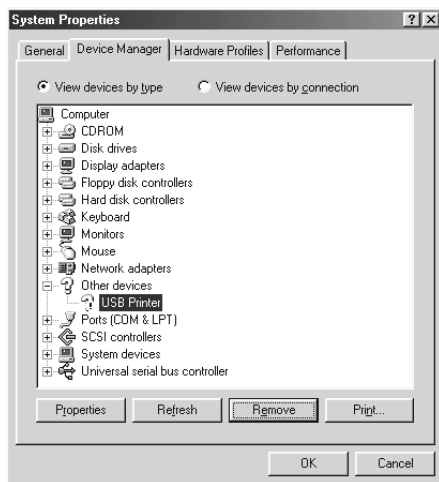 System Properties
General Device Manager Hardware Profiles Performance
View devices by type View devices by connection
Computer
CDROM
Disk drives
Display adapters
Floppy disk controllers
Hard disk controllers
Keyboard
Monitors
Mouse
Network adapters
Other devices
USB Printer
Ports (COM & LPT)
SCSI controllers
System devices
Universal serial bus controller
Properties Refresh Remove Print...
OK Cancel